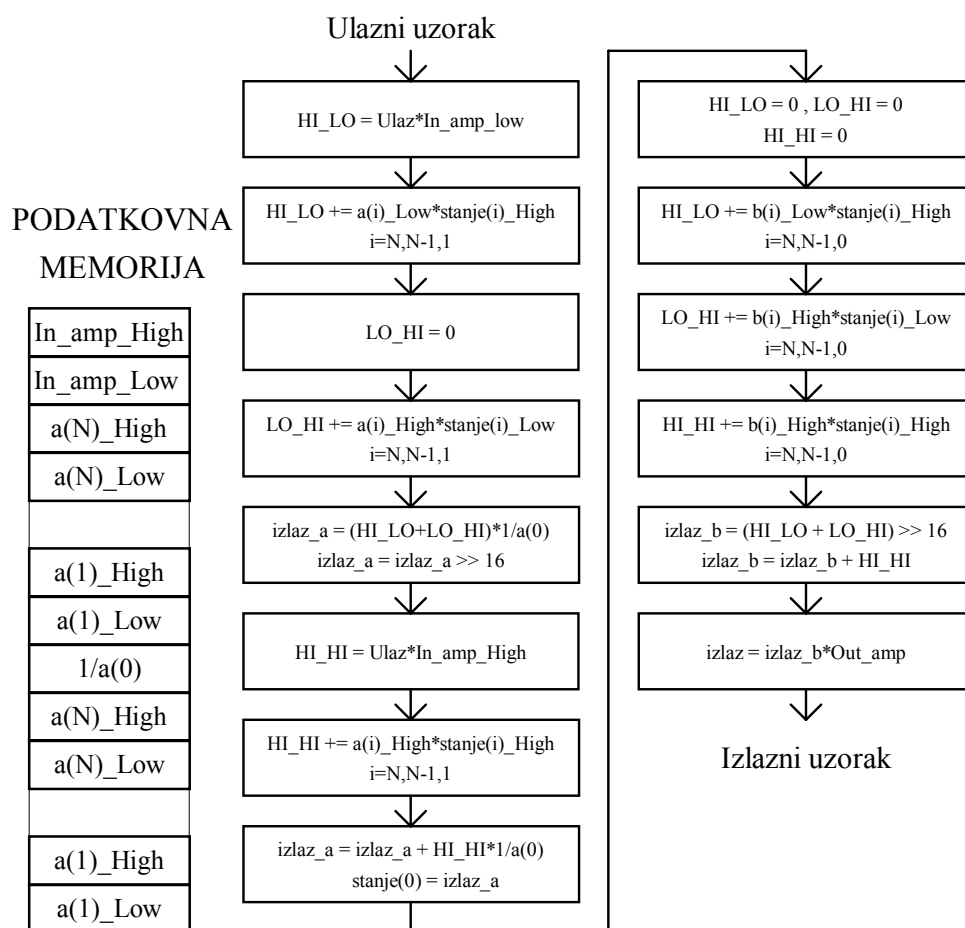 Ulazni uzorak
PODATKOVNA
MEMORIJA
In_amp_High
In_amp_Low
a(N)_High
a(N)_Low
a(1)_High
a(1)_Low
1/a(0)
a(N)_High
a(N)_Low
a(1)_High
a(1)_Low
HI_LO = Ulaz*In_amp_low
HI_LO += a(i)_Low*stanje(i)_High
i=N,N-1,1
LO_HI = 0
LO_HI += a(i)_High*stanje(i)_Low
i=N,N-1,1
izlaz_a = (HI_LO+LO_HI)*1/a(0)
izlaz_a = izlaz_a >> 16
HI_HI = Ulaz*In_amp_High
HI_HI += a(i)_High*stanje(i)_High
i=N,N-1,1
izlaz_a = izlaz_a + HI_HI*1/a(0)
stanje(0) = izlaz_a
HI_LO = 0 , LO_HI = 0
HI_HI = 0
HI_LO += b(i)_Low*stanje(i)_High
i=N,N-1,0
LO_HI += b(i)_High*stanje(i)_Low
i=N,N-1,0
HI_HI += b(i)_High*stanje(i)_High
i=N,N-1,0
izlaz_b = (HI_LO + LO_HI) >> 16
izlaz_b = izlaz_b + HI_HI
izlaz = izlaz_b*Out_amp
Izlazni uzorak